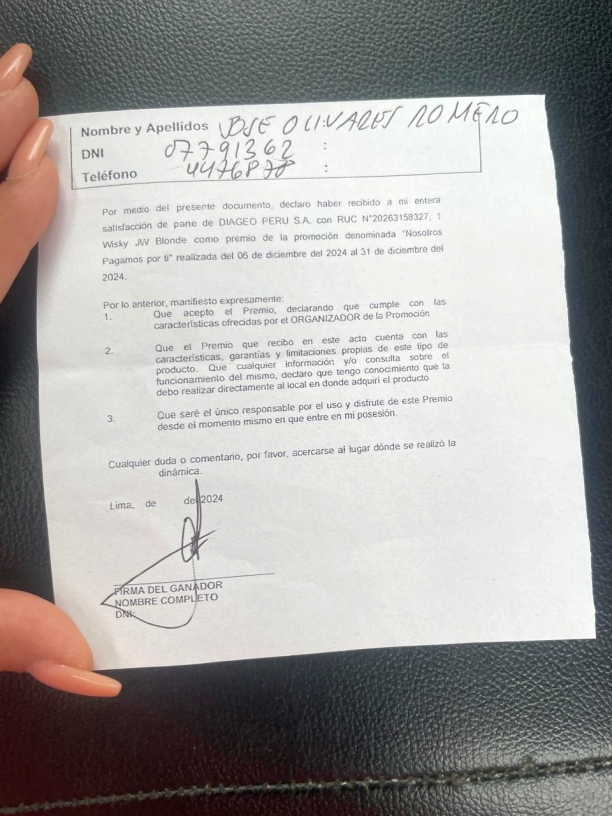 Nombre y Apellidos JOSE OLIVARES ROMERO
DNI 07791362 :
Teléfono 4476878 :
Por medio del presente documento, declaro haber recibido a mi entera
satisfacción de parte de DIAGEO PERU S.A. con RUC N°20263158327, 1
Wisky JW Blonde como premio de la promoción denominada "Nosotros
Pagamos por ti" realizada del 06 de diciembre del 2024 al 31 de diciembre del
2024.
Por lo anterior, manifiesto expresamente:
1. Que acepto el Premio, declarando que cumple con las
características ofrecidas por el ORGANIZADOR de la Promoción
2. Que el Premio que recibo en este acto cuenta con las
características, garantías y limitaciones propias de este tipo de
producto. Que cualquier información y/o consulta sobre el
funcionamiento del mismo, declaro que tengo conocimiento que la
debo realizar directamente al local en donde adquirí el producto
3. Que seré el único responsable por el uso y disfrute de este Premio
desde el momento mismo en que entre en mi posesión.
Cualquier duda o comentario, por favor, acercarse al lugar dónde se realizó la
dinámica.
Lima, de del 2024
FIRMA DEL GANADOR
NOMBRE COMPLETO
DNI: